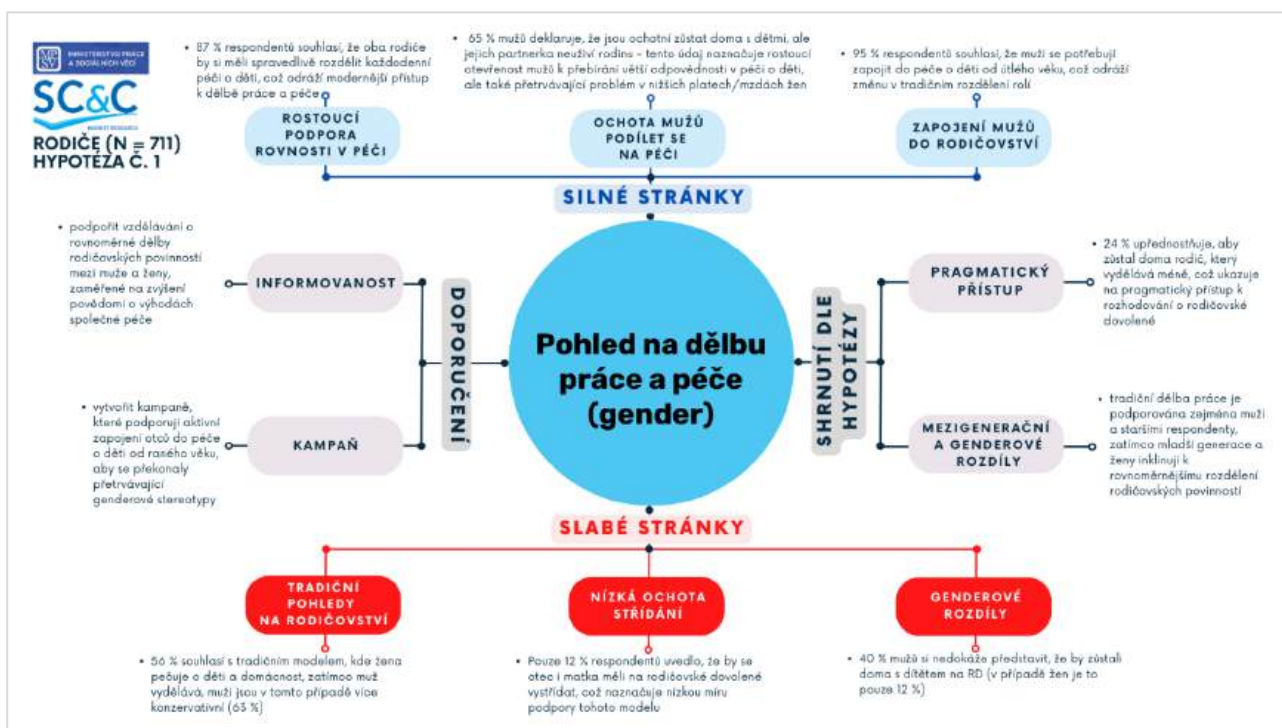 MINISTERSTVO PRÁCE
A SOCIÁLNÍCH VĚCÍ
SC&C
MARKET RESEARCH
RODIČE (N = 711)
HYPOTÉZA Č. 1
• 87 % respondentů souhlasí, že oba rodiče
by si měli spravedlivě rozdělit každodenní
péči o děti, což odráží modernější přístup
k dělbě práce a péče
• 65 % mužů deklaruje, že jsou ochotni zůstat doma s dětmi, ale
jejich partnerka neuživí rodinu – tento údaj naznačuje rostoucí
otevřenost mužů k přebírání větší odpovědnosti v péči o děti,
ale také přetrvávající problém v nižších platech/mzdách žen
• 95 % respondentů souhlasí, že muži se potřebují
zapojit do péče o děti od útlého věku, což odráží
změnu v tradičním rozdělení rolí
ROSTOUCÍ
PODPORA
ROVNOSTI V PÉČI
OCHOTA MUŽŮ
PODÍLET SE
NA PÉČI
ZAPOJENÍ MUŽŮ
DO RODIČOVSTVÍ
SILNÉ STRÁNKY
• podpořit vzdělávání o
rovnoměrné dělby
rodičovských povinností
mezi muže a ženy,
zaměřené na zvýšení
povědomí o výhodách
společné péče
INFORMOVANOST
• vytvořit kampaně,
které podporují aktivní
zapojení otců do péče
o děti od raného věku,
aby se překonaly
přetrvávající
genderové stereotypy
KAMPAŇ
DOPORUČENÍ
Pohled na dělbu
práce a péče
(gender)
SHRNUTÍ DLE
HYPOTÉZY
PRAGMATICKÝ
PŘÍSTUP
• 24 % upřednostňuje, aby
zůstal doma rodič, který
vydělává méně, což ukazuje
na pragmatický přístup k
rozhodování o rodičovské
dovolené
MEZIGENERAČNÍ
A GENDEROVÉ
ROZDÍLY
• tradiční dělba práce je
podporována zejména muži
a staršími respondenty,
zatímco mladší generace a
ženy inklinují k
rovnoměrnějšímu rozdělení
rodičovských povinností
SLABÉ STRÁNKY
TRADIČNÍ
POHLEDY
NA RODIČOVSTVÍ
NÍZKÁ OCHOTA
STŘÍDÁNÍ
GENDEROVÉ
ROZDÍLY
• 56 % souhlasí s tradičním modelem, kde žena
pečuje o děti a domácnost, zatímco muž
vydělává, muži jsou v tomto případě více
konzervativní (63 %)
• Pouze 12 % respondentů uvedlo, že by se
otec i matka měli na rodičovské dovolené
vystřídat, což naznačuje nízkou míru
podpory tohoto modelu
• 40 % mužů si nedokáže představit, že by zůstali
doma s dítětem na RD (v případě žen je to
pouze 12 %)